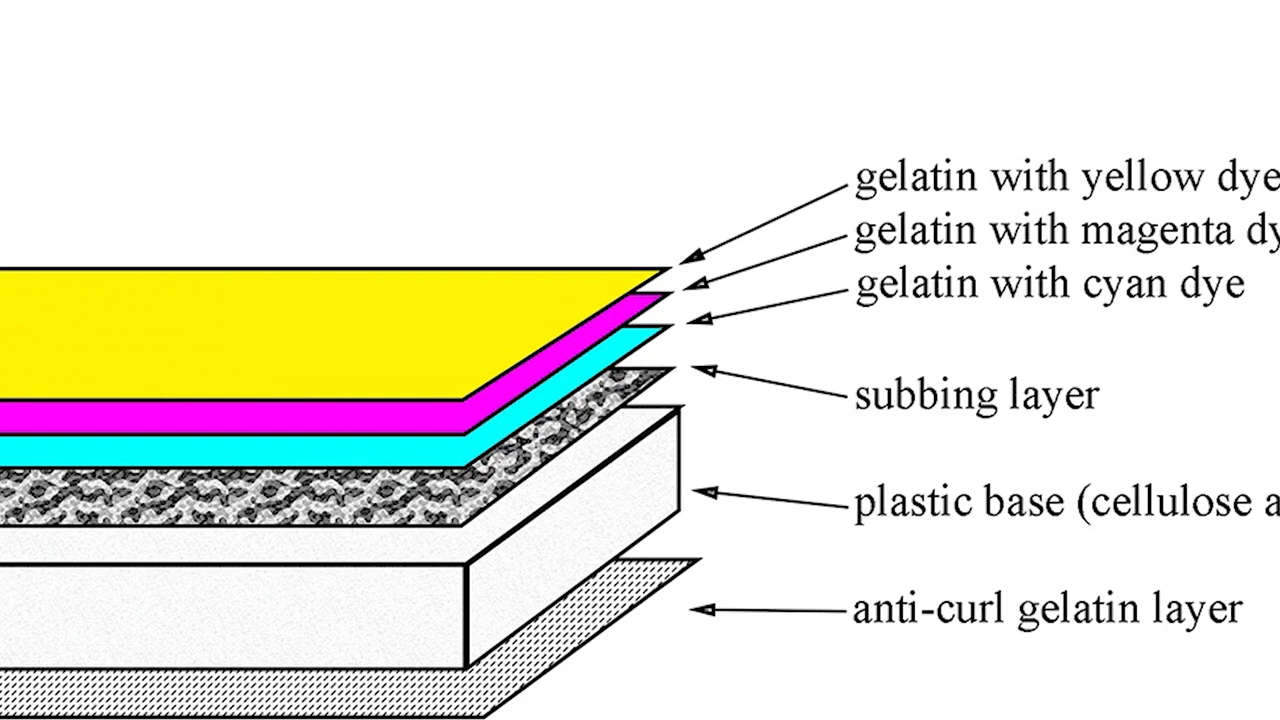 gelatin with yellow dye
gelatin with magenta
gelatin with cyan dye
subbing layer
plastic base (cellulose
anti-curl gelatin layer